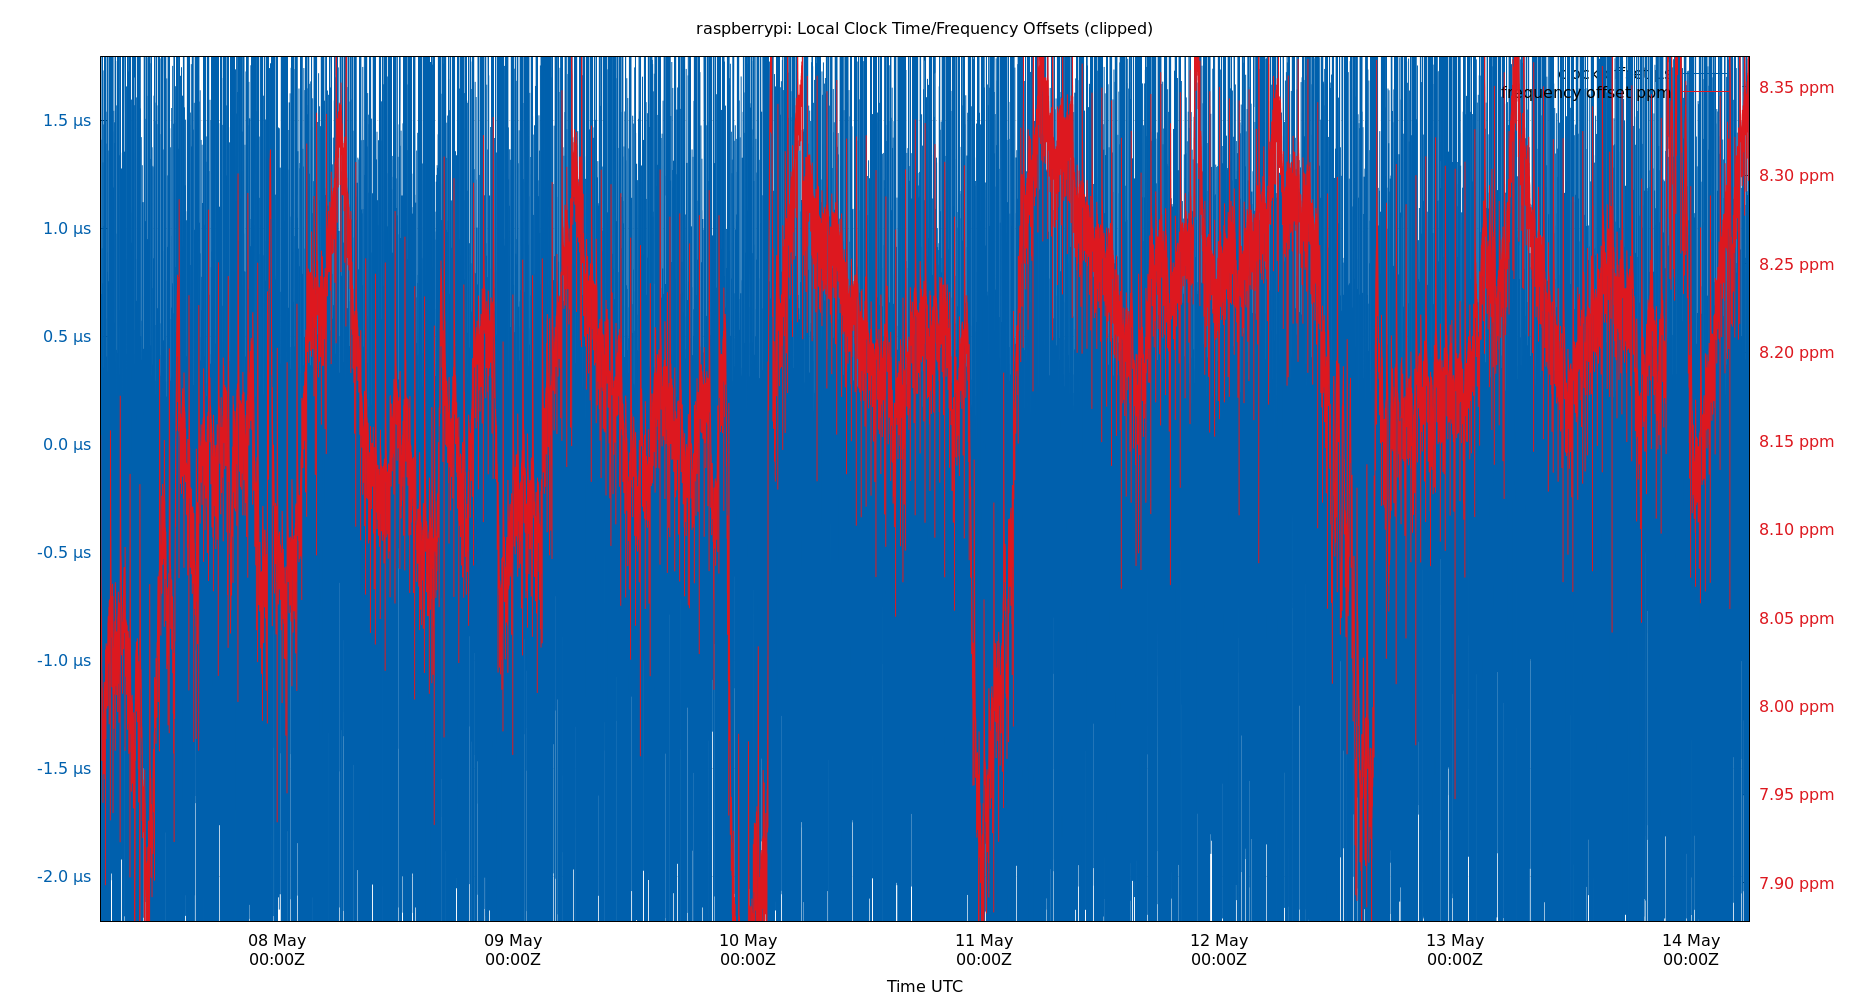 raspberrypi: Local Clock Time/Frequency Offsets (clipped)
clock offset µs
frequency offset ppm
1.5 µs
1.0 µs
0.5 µs
0.0 µs
-0.5 µs
-1.0 µs
-1.5 µs
-2.0 µs
8.35 ppm
8.30 ppm
8.25 ppm
8.20 ppm
8.15 ppm
8.10 ppm
8.05 ppm
8.00 ppm
7.95 ppm
7.90 ppm
08 May
00:00Z
09 May
00:00Z
10 May
00:00Z
11 May
00:00Z
12 May
00:00Z
13 May
00:00Z
14 May
00:00Z
Time UTC